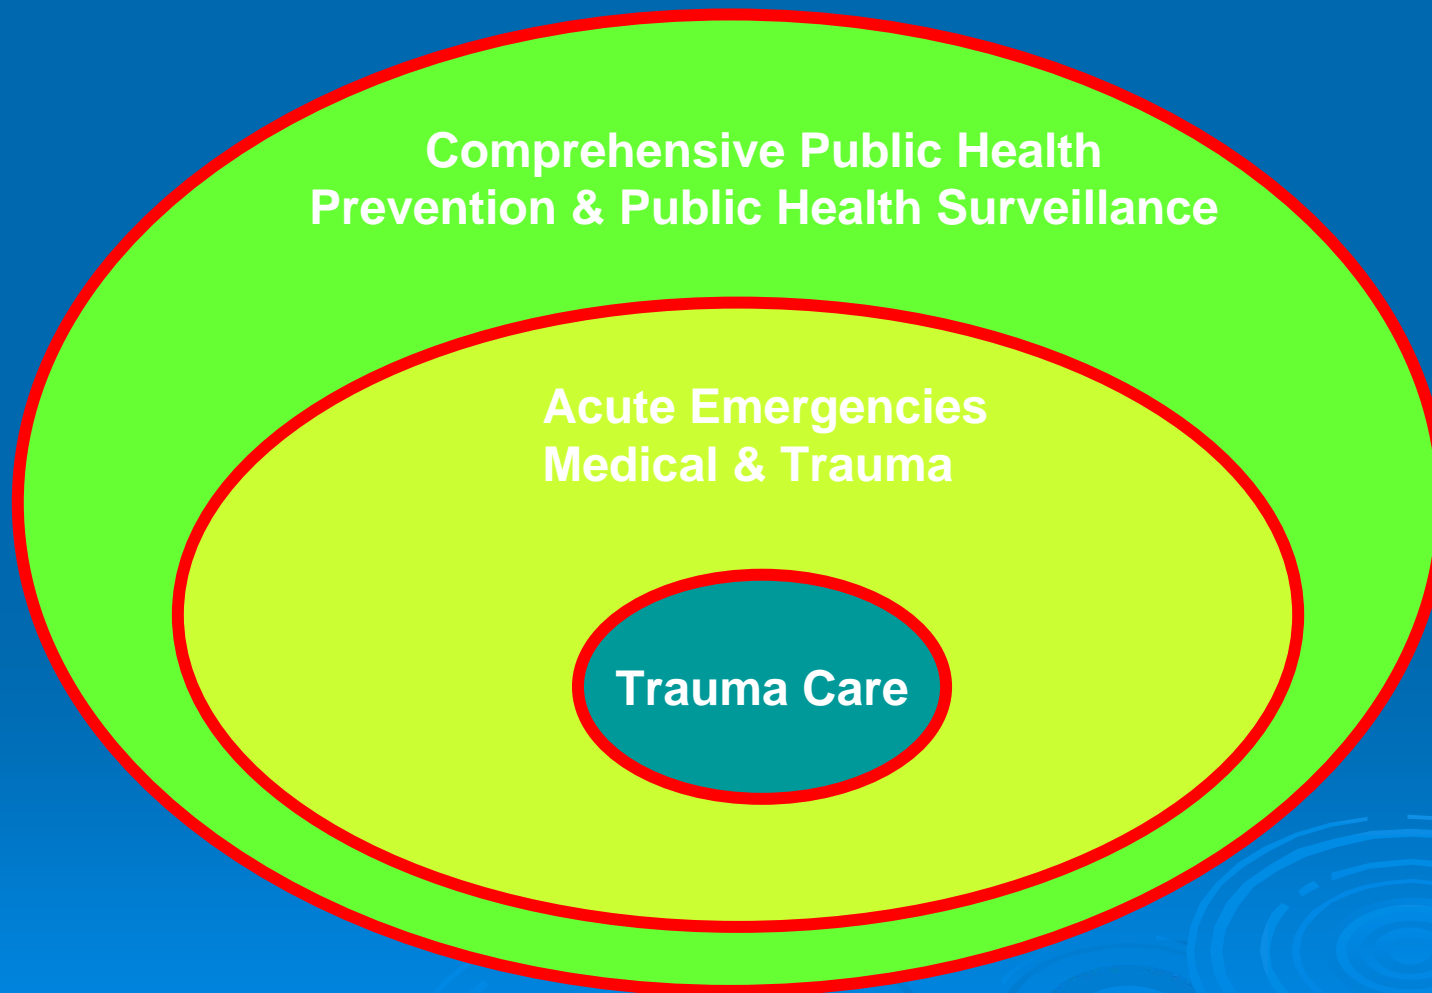 Comprehensive Public Health
Prevention & Public Health Surveillance
Acute Emergencies
Medical & Trauma
Trauma Care